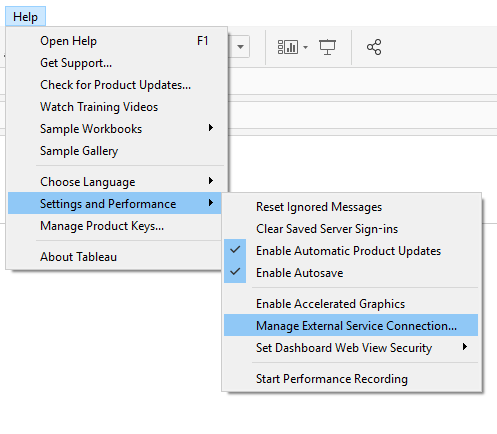 Help
Open Help F1
Get Support...
Check for Product Updates...
Watch Training Videos
Sample Workbooks
Sample Gallery
Choose Language
Settings and Performance
Manage Product Keys...
About Tableau
Reset Ignored Messages
Clear Saved Server Sign-ins
Enable Automatic Product Updates
Enable Autosave
Enable Accelerated Graphics
Manage External Service Connection...
Set Dashboard Web View Security
Start Performance Recording